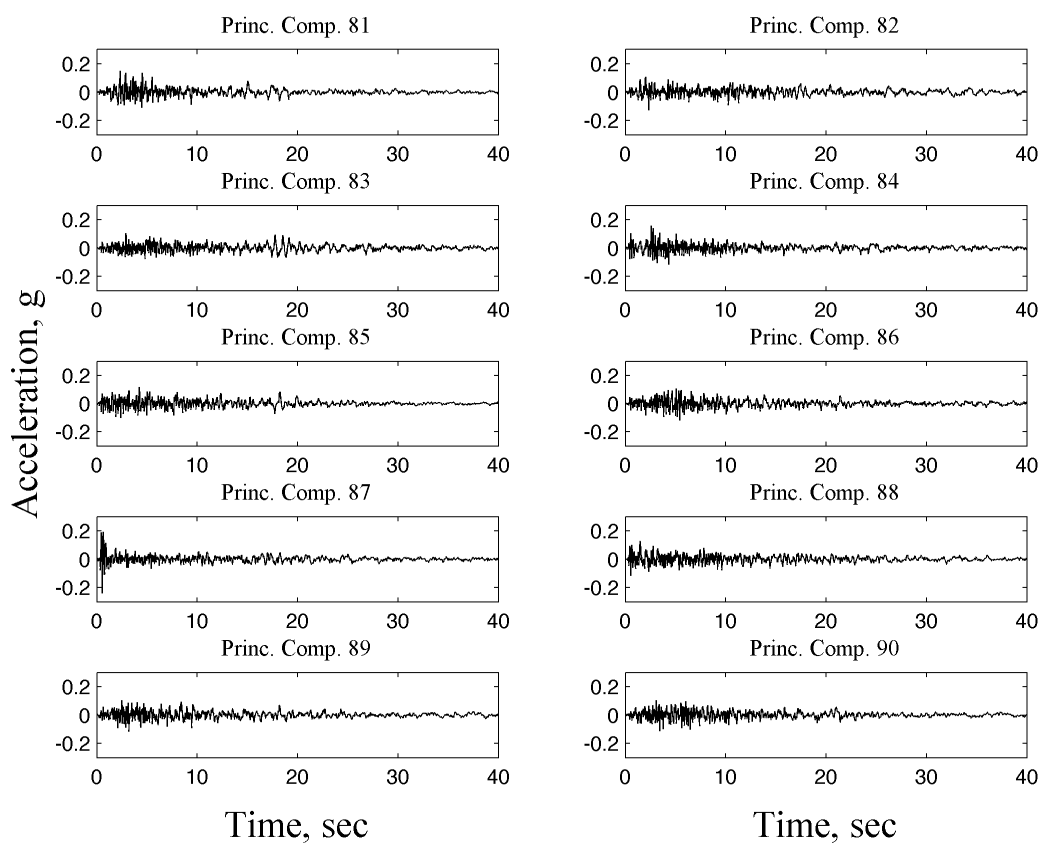 Princ. Comp. 81
Princ. Comp. 82
0.2
0
-0.2
0 10 20 30 40
0.2
0
-0.2
0 10 20 30 40
Princ. Comp. 83
Princ. Comp. 84
0.2
0
-0.2
0 10 20 30 40
0.2
0
-0.2
0 10 20 30 40
Princ. Comp. 85
Princ. Comp. 86
0.2
0
-0.2
0 10 20 30 40
0.2
0
-0.2
0 10 20 30 40
Princ. Comp. 87
Princ. Comp. 88
0.2
0
-0.2
0 10 20 30 40
0.2
0
-0.2
0 10 20 30 40
Princ. Comp. 89
Princ. Comp. 90
0.2
0
-0.2
0 10 20 30 40
0.2
0
-0.2
0 10 20 30 40
Acceleration, g
Time, sec
Time, sec